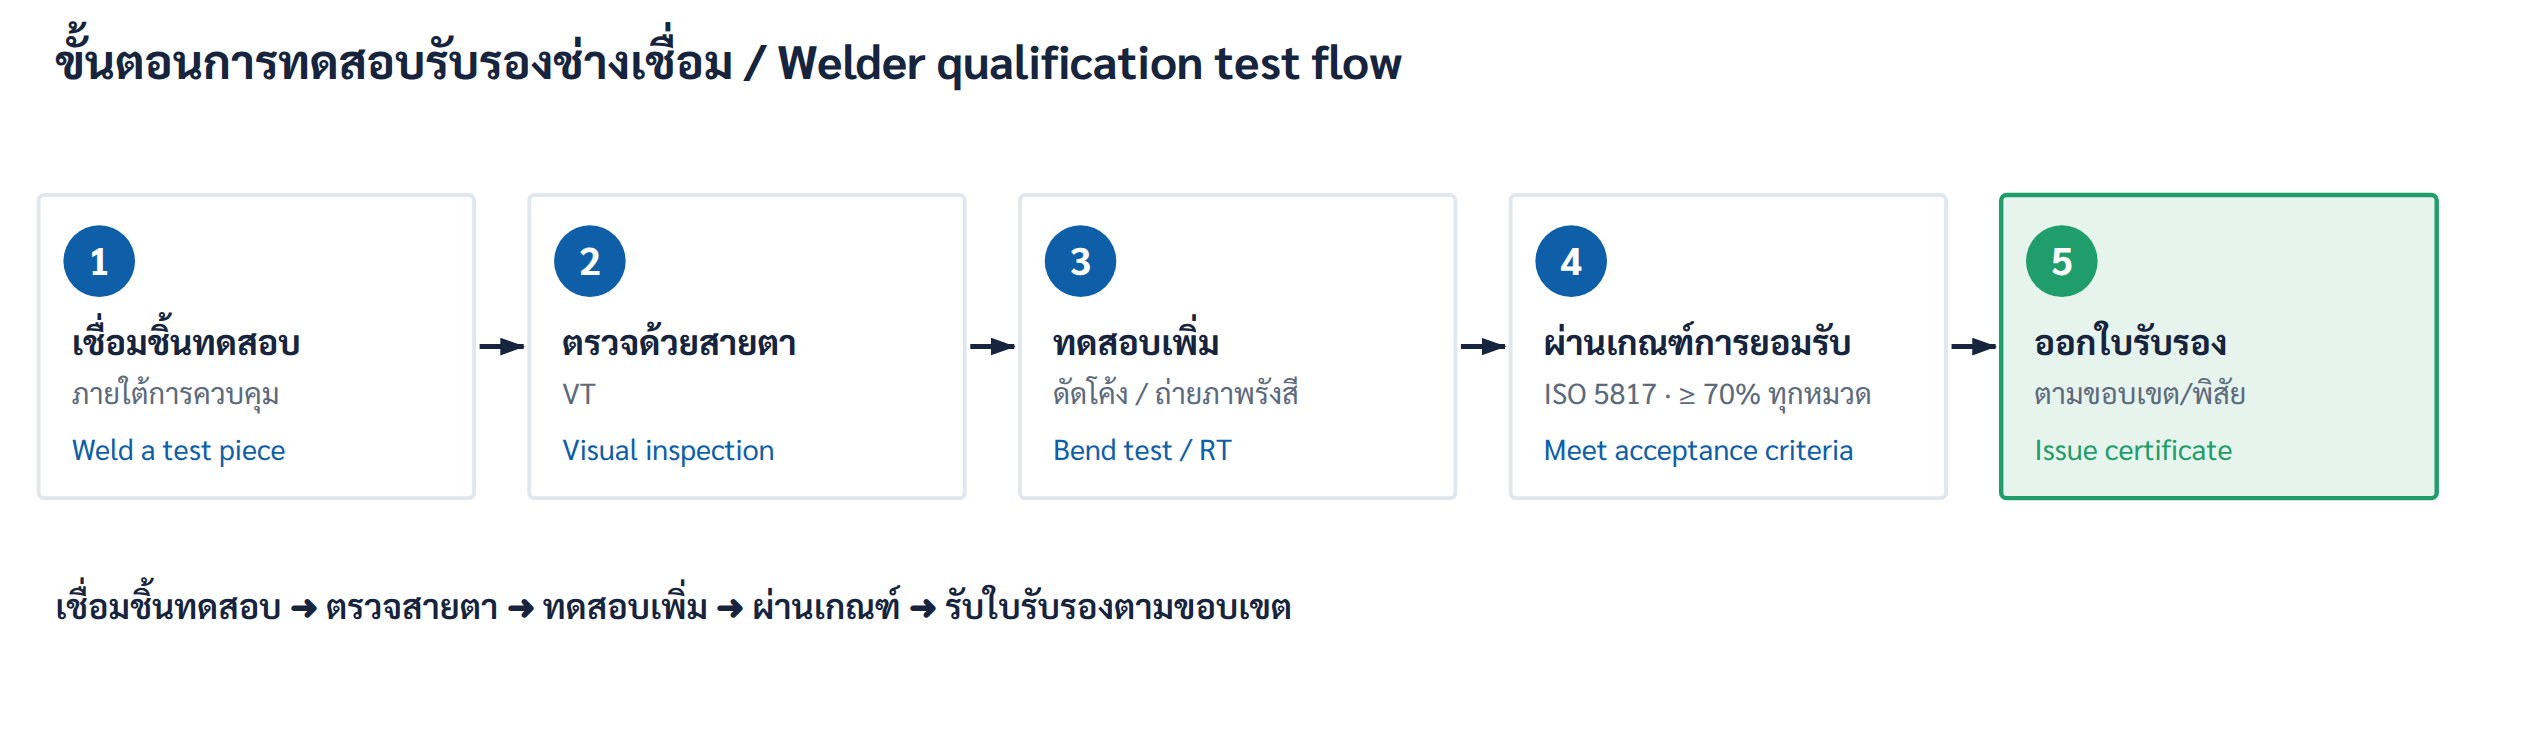 ขั้นตอนการทดสอบรับรองช่างเชื่อม / Welder qualification test flow
1
เชื่อมชิ้นทดสอบ
ภายใต้การควบคุม
Weld a test piece
2
ตรวจด้วยสายตา
VT
Visual inspection
3
ทดสอบเพิ่ม
ดัดโค้ง / ถ่ายภาพรังสี
Bend test / RT
4
ผ่านเกณฑ์การยอมรับ
ISO 5817 · ≥ 70% ทุกหมวด
Meet acceptance criteria
5
ออกใบรับรอง
ตามขอบเขต/พิสัย
Issue certificate
เชื่อมชิ้นทดสอบ ➜ ตรวจสายตา ➜ ทดสอบเพิ่ม ➜ ผ่านเกณฑ์ ➜ รับใบรับรองตามขอบเขต